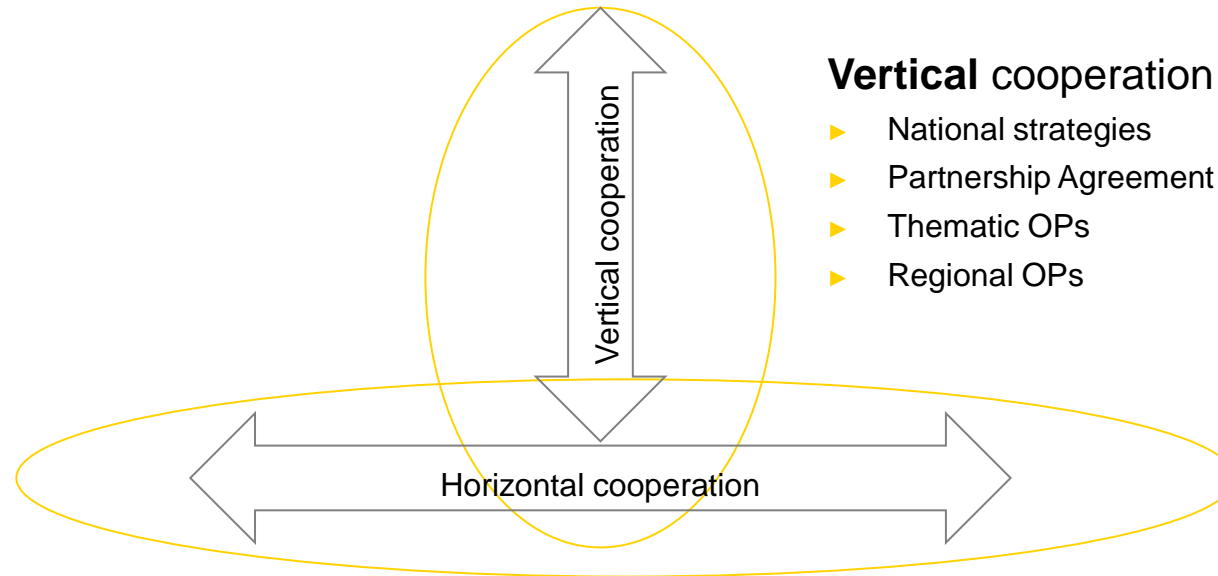 Vertical cooperation
► National strategies
► Partnership Agreement
► Thematic OPs
► Regional OPs
Vertical cooperation
Horizontal cooperation